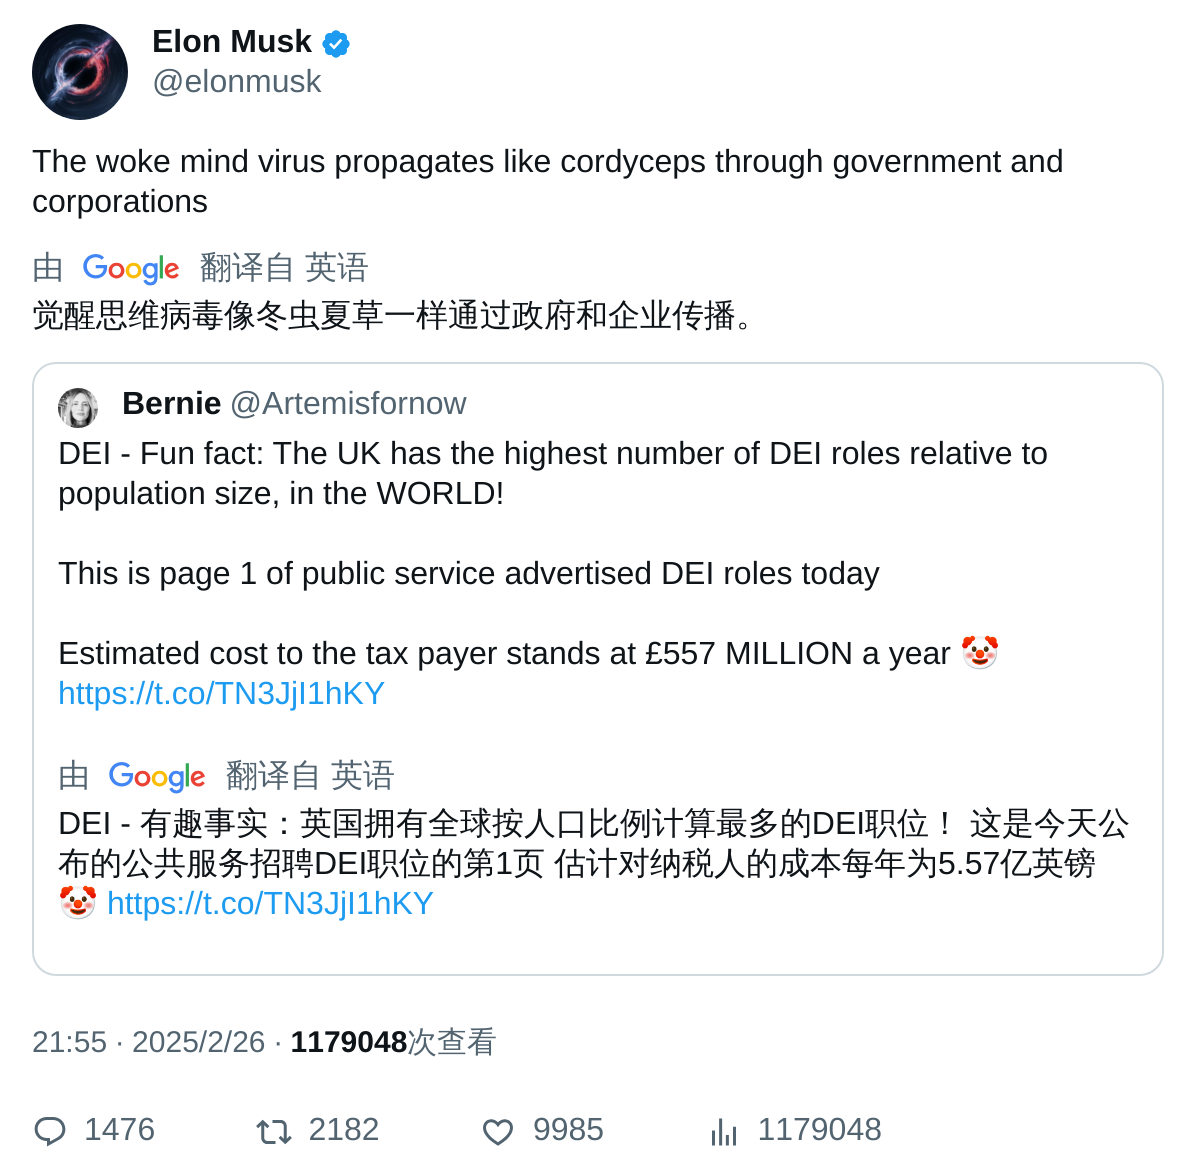 Elon Musk
@elonmusk
The woke mind virus propagates like cordyceps through government and
corporations
由 Google 翻译自 英语
觉醒思维病毒像冬虫夏草一样通过政府和企业传播。
Bernie @Artemisfornow
DEI - Fun fact: The UK has the highest number of DEI roles relative to
population size, in the WORLD!
This is page 1 of public service advertised DEI roles today
Estimated cost to the tax payer stands at £557 MILLION a year 🤡
https://t.co/TN3JjI1hKY
由 Google 翻译自 英语
DEI - 有趣事实：英国拥有全球按人口比例计算最多的DEI职位！ 这是今天公
布的公共服务招聘DEI职位的第1页 估计对纳税人的成本每年为5.57亿英镑
🤡 https://t.co/TN3JjI1hKY
21:55 · 2025/2/26 · 1179048次查看
1476 2182 9985 1179048